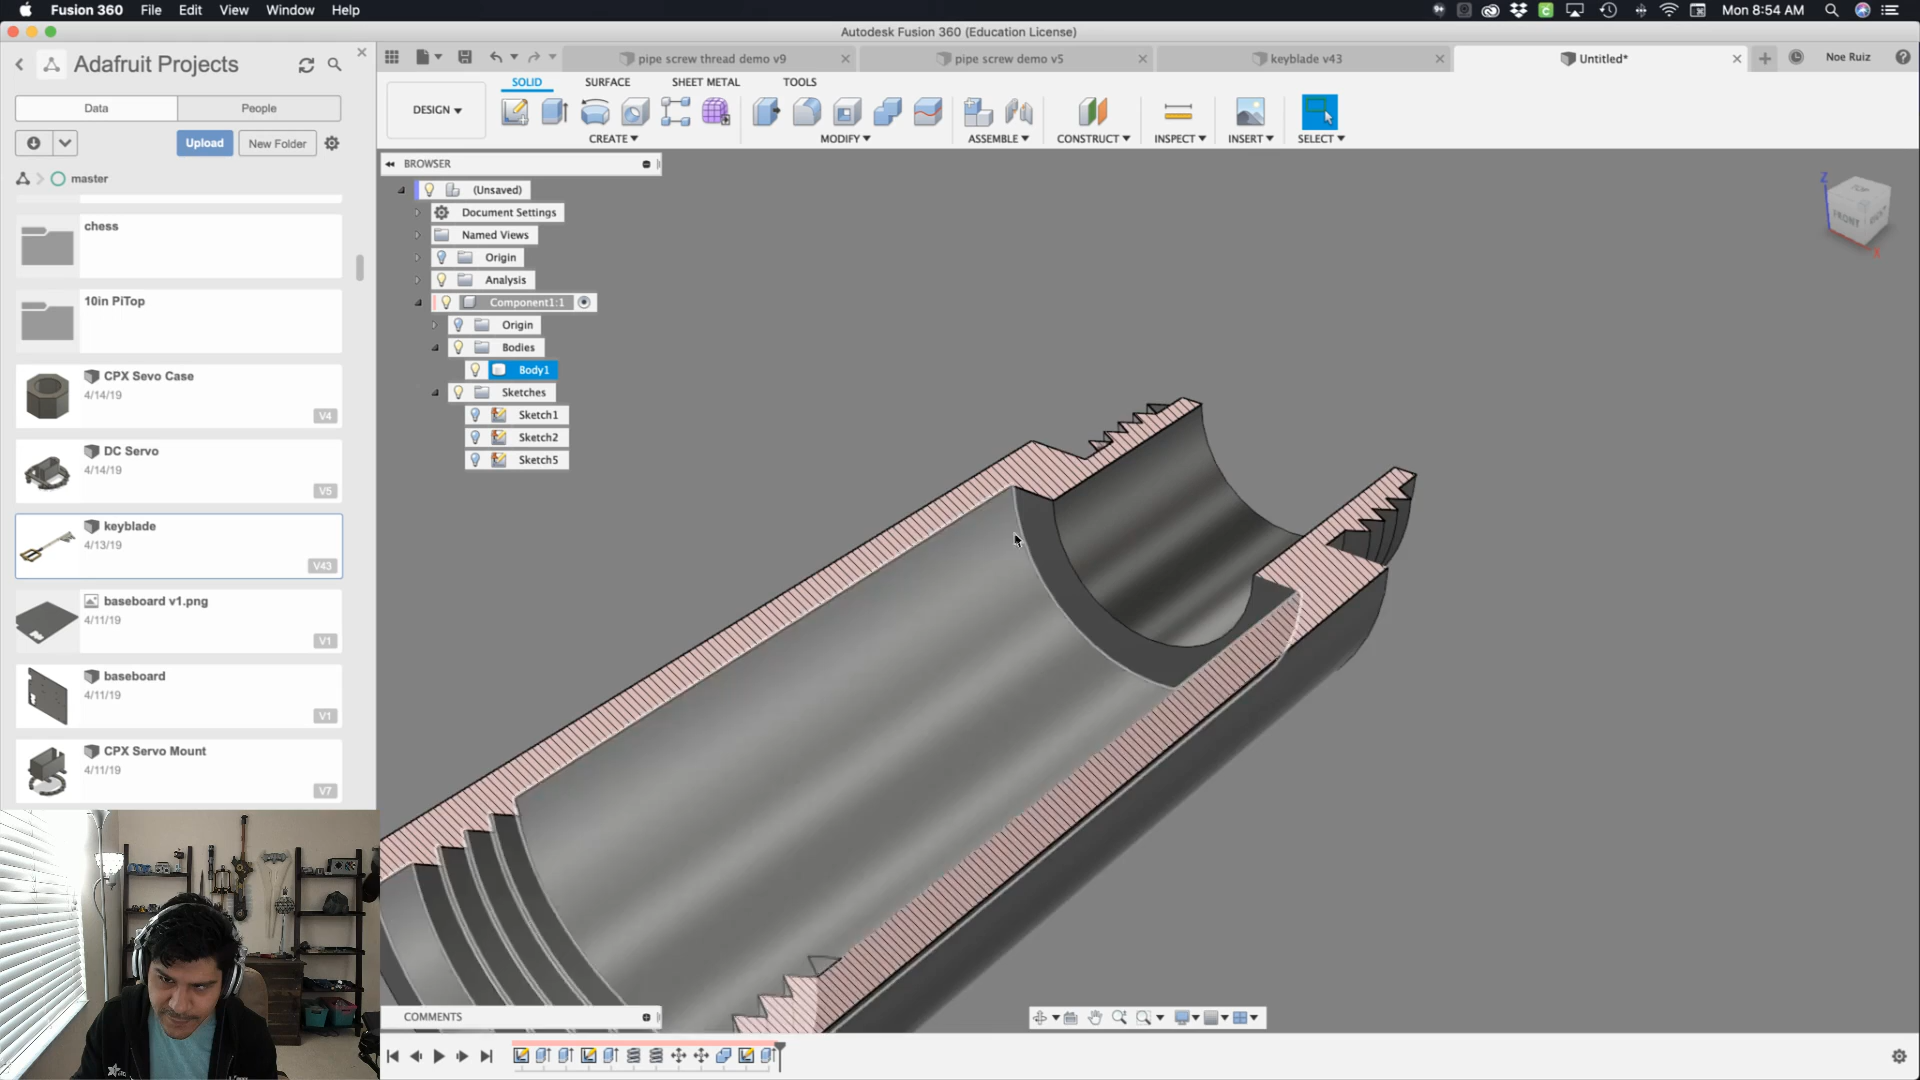 Fusion 360 File Edit View Window Help
Mon 8:54 AM
Autodesk Fusion 360 (Education License)
Adafruit Projects
pipe screw thread demo v9
pipe screw demo v5
keyblade v43
Untitled*
Noe Ruiz
SOLID
SURFACE
SHEET METAL
TOOLS
Data
People
DESIGN
CREATE
MODIFY
ASSEMBLE
CONSTRUCT
INSPECT
INSERT
SELECT
Upload
New Folder
master
BROWSER
(Unsaved)
Document Settings
Named Views
Origin
Analysis
Component1:1
Origin
Bodies
Body1
Sketches
Sketch1
Sketch2
Sketch5
Z
TOP
FRONT
X
chess
10in PiTop
CPX Sevo Case
4/14/19
V4
DC Servo
4/14/19
V5
keyblade
4/13/19
V43
baseboard v1.png
4/11/19
V1
baseboard
4/11/19
V1
CPX Servo Mount
4/11/19
V7
COMMENTS